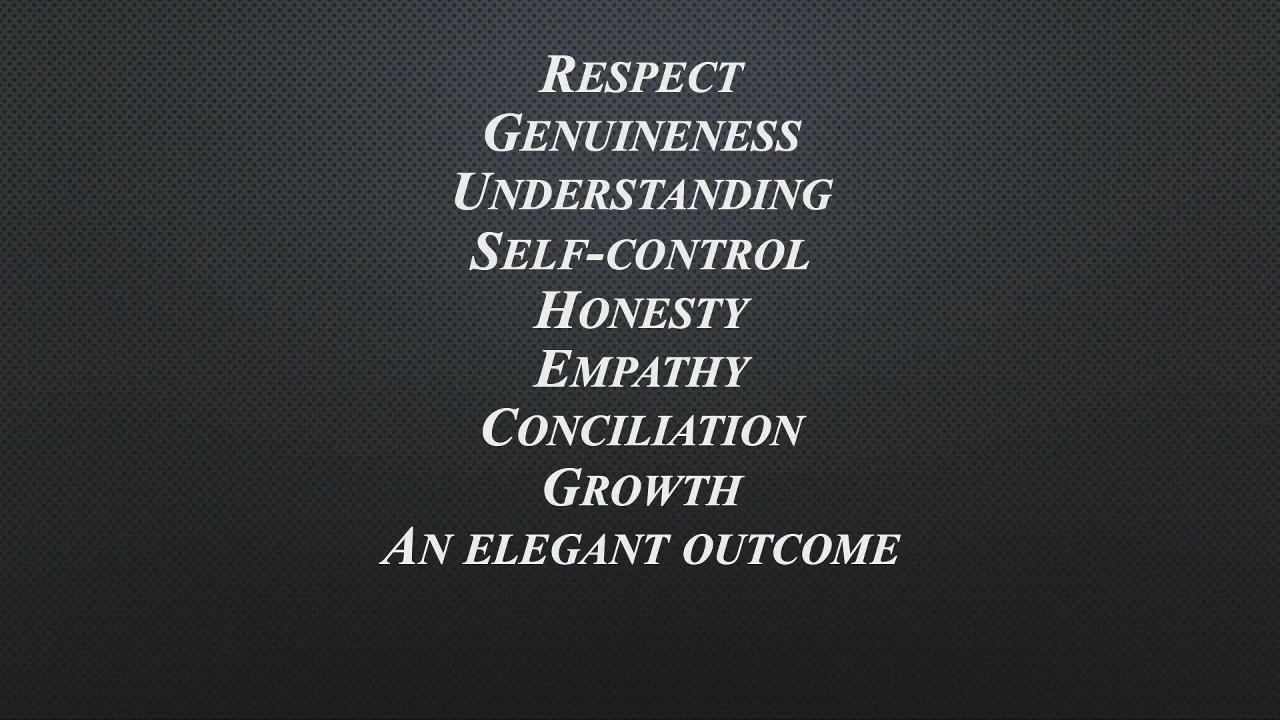 Respect
Genuineness
Understanding
Self-control
Honesty
Empathy
Conciliation
Growth
An elegant outcome